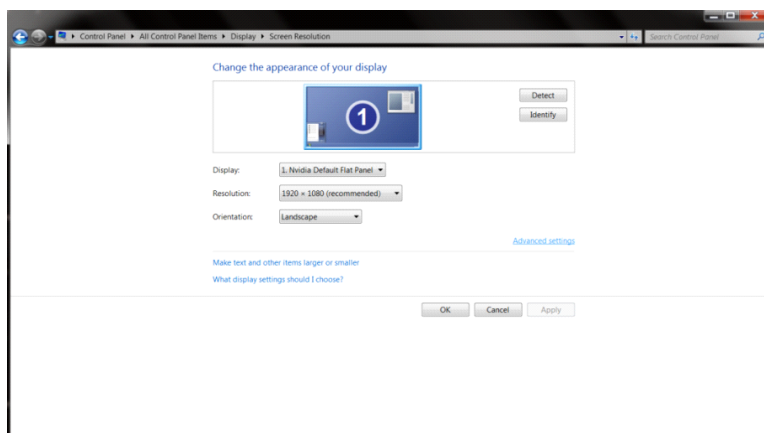 Control Panel ▸ All Control Panel Items ▸ Display ▸ Screen Resolution
Search Control Panel
Change the appearance of your display
1
Detect
Identify
Display: 1. Nvidia Default Flat Panel
Resolution: 1920 × 1080 (recommended)
Orientation: Landscape
Advanced settings
Make text and other items larger or smaller
What display settings should I choose?
OK Cancel Apply